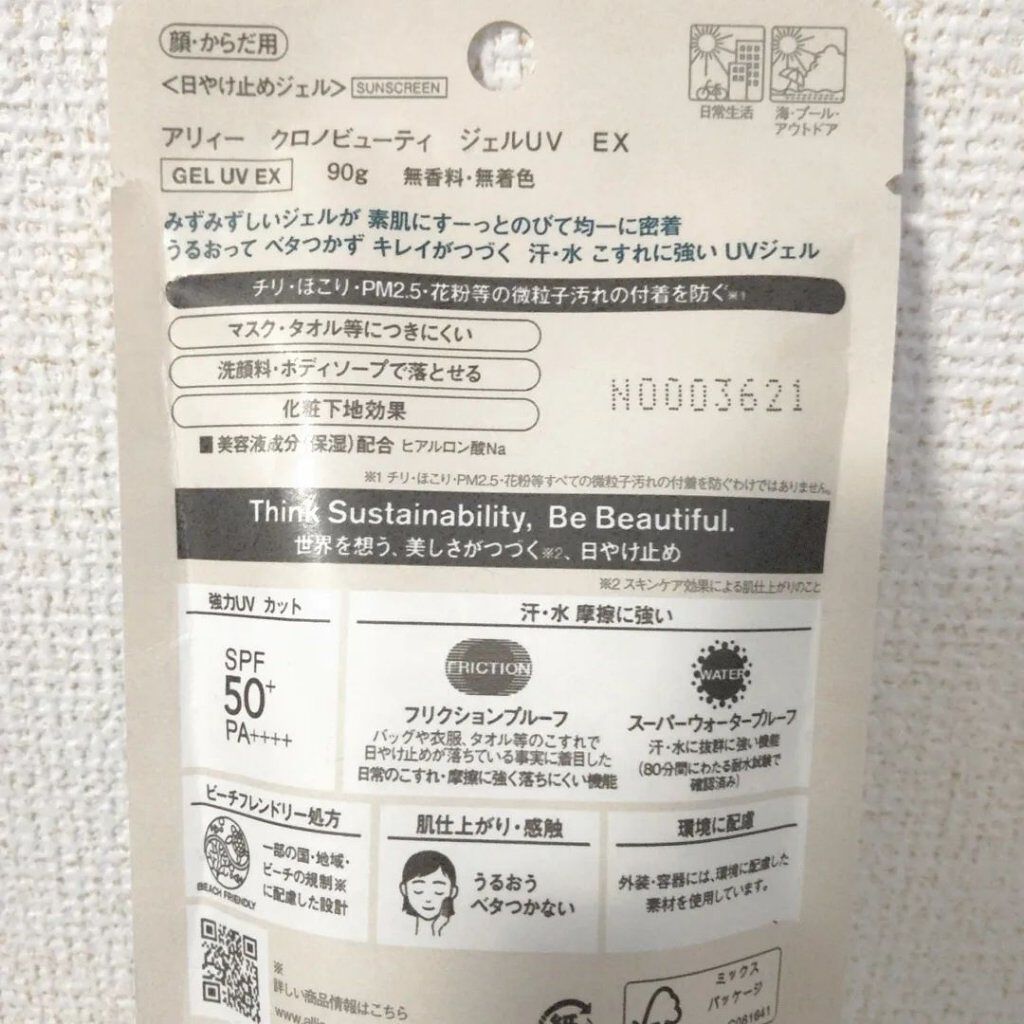 顔・からだ用
<日やけ止めジェル> SUNSCREEN
日常生活
海・プール・
アウトドア
アリィー クロノビューティ ジェルUV EX
GEL UV EX 90g 無香料・無着色
みずみずしいジェルが 素肌にすーっとのびて均一に密着
うるおって ベタつかず キレイがつづく 汗・水 こすれに強い UVジェル
チリ・ほこり・PM2.5・花粉等の微粒子汚れの付着を防ぐ※1
マスク・タオル等につきにくい
洗顔料・ボディソープで落とせる
化粧下地効果
N0003621
美容液成分(保湿)配合 ヒアルロン酸Na
※1 チリ・ほこり・PM2.5・花粉等すべての微粒子汚れの付着を防ぐわけではありません。
Think Sustainability, Be Beautiful.
世界を想う、美しさがつづく※2、日やけ止め
※2 スキンケア効果による肌仕上がりのこと
強力UV カット
SPF
50+
PA++++
汗・水 摩擦に強い
FRICTION
フリクションプルーフ
バッグや衣服、タオル等のこすれで
日やけ止めが落ちている事実に着目した
日常のこすれ・摩擦に強く落ちにくい機能
WATER
スーパーウォータープルーフ
汗・水に抜群に強い機能
(80分間にわたる耐水試験で
確認済み)
ビーチフレンドリー処方
BEACH FRIENDLY
一部の国・地域・
ビーチの規制※
に配慮した設計
肌仕上がり・感触
うるおう
ベタつかない
環境に配慮
外装・容器には、環境に配慮した
素材を使用しています。
※
詳しい商品情報はこちら
www.allie
紙
ミックス
パッケージ
C081641